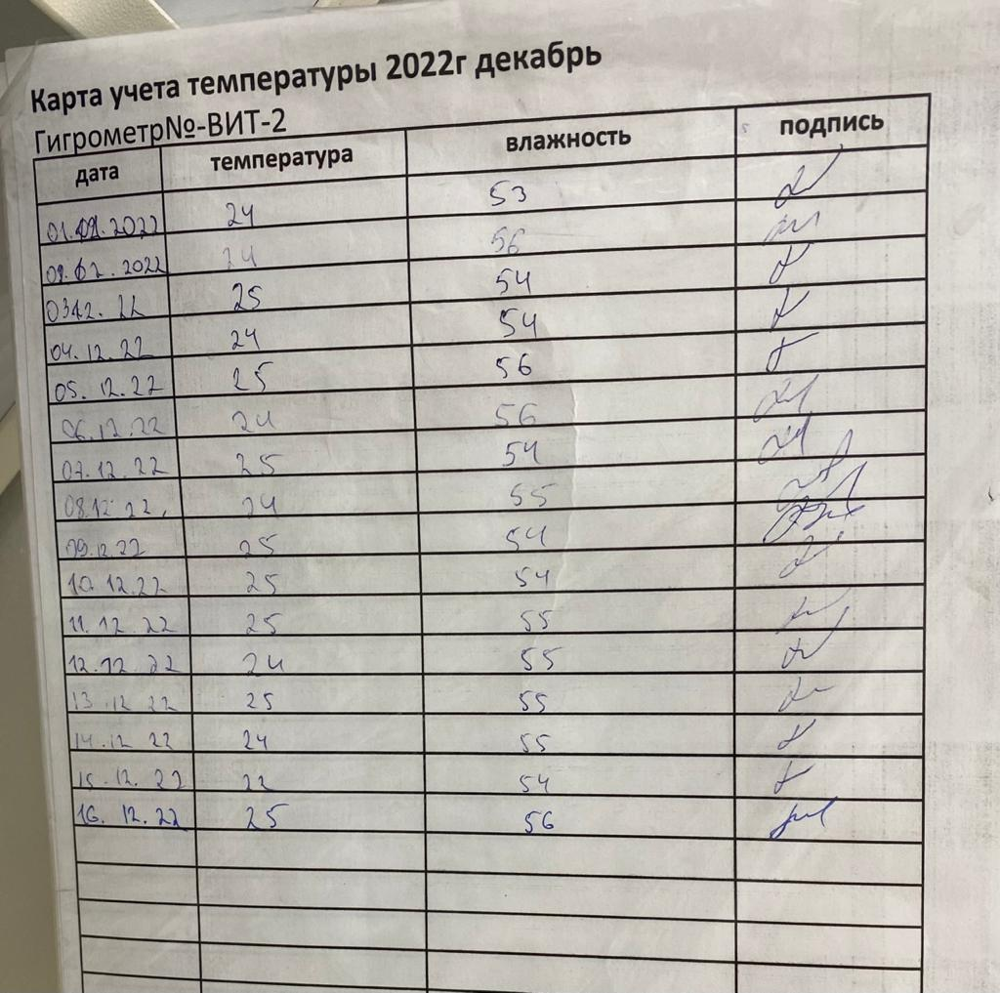 Карта учета температуры 2022г декабрь
Гигрометр№-ВИТ-2
дата температура влажность подпись
01.02.2022 24 53
02.02.2022 24 56
0312.22 25 54
04.12.22 24 54
05.12.22 25 56
06.12.22 24 56
07.12.22 25 54
08.12 22, 24 55
09.12.22 25 54
10.12.22 25 54
11.12.22 25 55
12.12 22 24 55
13.12 22 25 55
14.12 22 24 55
15.12.22 22 54
16.12.22 25 56